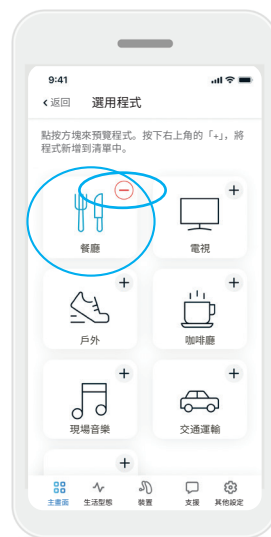 9:41
返回 選用程式
點按方塊來預覽程式。按下右上角的「+」，將
程式新增到清單中。
餐廳 電視
戶外 咖啡廳
現場音樂 交通運輸
主畫面 生活型態 裝置 支援 其他設定